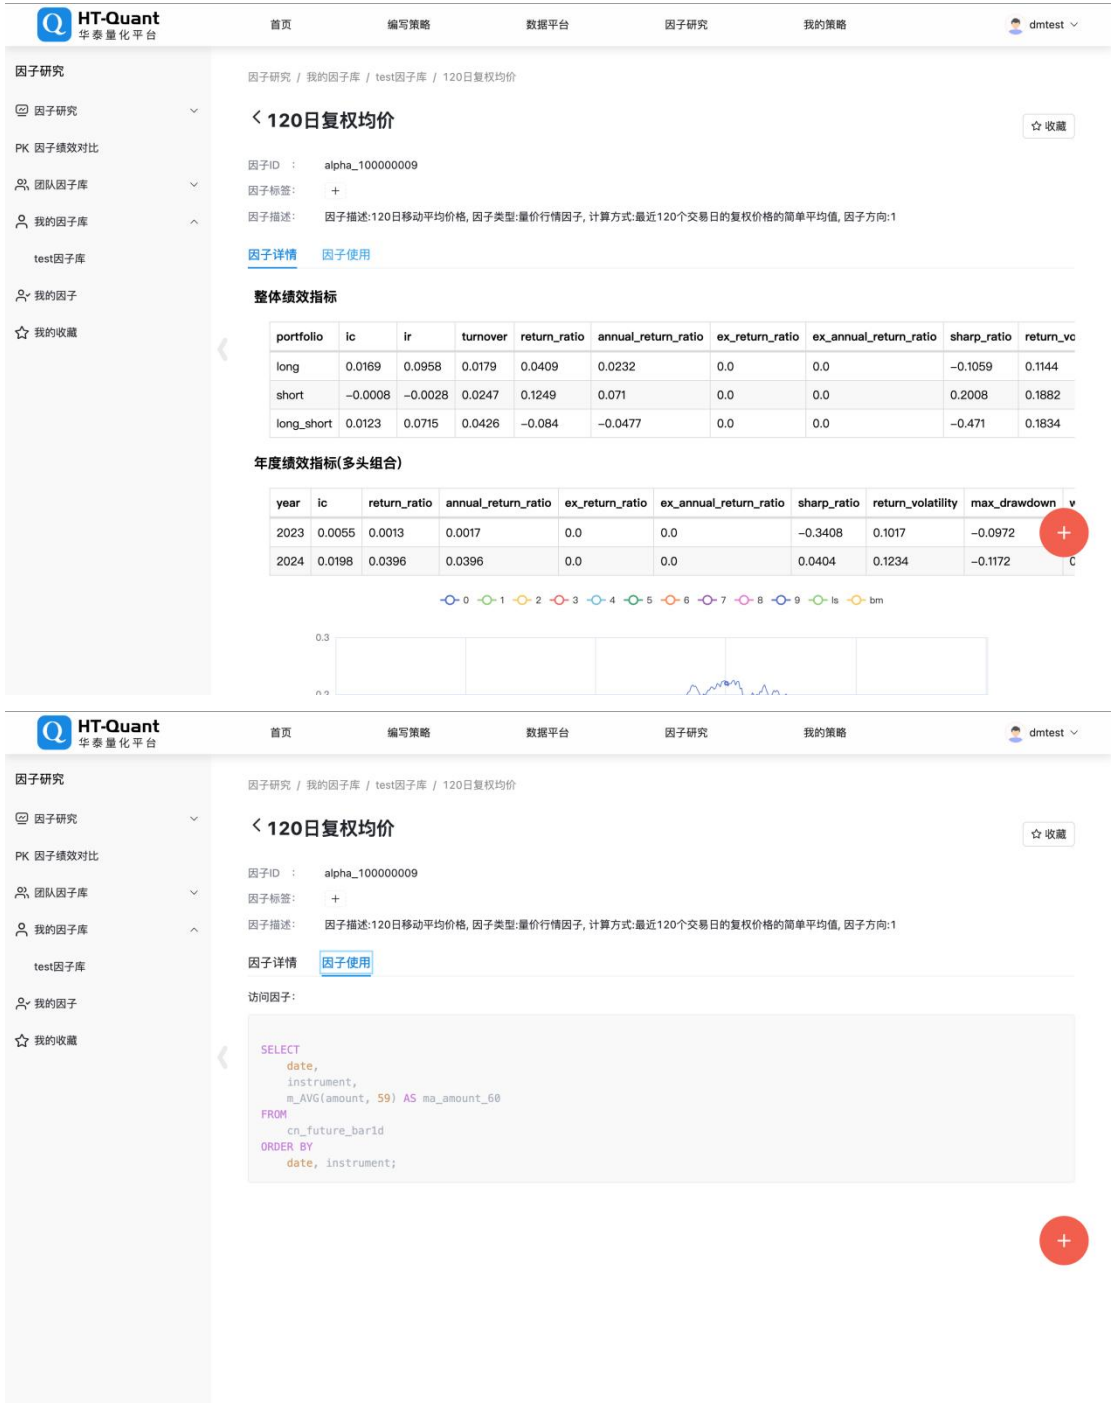 HT-Quant
华泰量化平台
首页 编写策略 数据平台 因子研究 我的策略 dmtest
因子研究
因子研究
PK 因子绩效对比
团队因子库
我的因子库
test因子库
我的因子
我的收藏
因子研究 / 我的因子库 / test因子库 / 120日复权均价
120日复权均价
收藏
因子ID : alpha_100000009
因子标签: +
因子描述: 因子描述:120日移动平均价格, 因子类型:量价行情因子, 计算方式:最近120个交易日的复权价格的简单平均值, 因子方向:1
因子详情 因子使用
整体绩效指标
portfolio ic ir turnover return_ratio annual_return_ratio ex_return_ratio ex_annual_return_ratio sharp_ratio return_vo
long 0.0169 0.0958 0.0179 0.0409 0.0232 0.0 0.0 -0.1059 0.1144
short -0.0008 -0.0028 0.0247 0.1249 0.071 0.0 0.0 0.2008 0.1882
long_short 0.0123 0.0715 0.0426 -0.084 -0.0477 0.0 0.0 -0.471 0.1834
年度绩效指标(多头组合)
year ic return_ratio annual_return_ratio ex_return_ratio ex_annual_return_ratio sharp_ratio return_volatility max_drawdown
2023 0.0055 0.0013 0.0017 0.0 0.0 -0.3408 0.1017 -0.0972
2024 0.0198 0.0396 0.0396 0.0 0.0 0.0404 0.1234 -0.1172
0 1 2 3 4 5 6 7 8 9 ls bm
0.3
HT-Quant
华泰量化平台
首页 编写策略 数据平台 因子研究 我的策略 dmtest
因子研究
因子研究
PK 因子绩效对比
团队因子库
我的因子库
test因子库
我的因子
我的收藏
因子研究 / 我的因子库 / test因子库 / 120日复权均价
120日复权均价
收藏
因子ID : alpha_100000009
因子标签: +
因子描述: 因子描述:120日移动平均价格, 因子类型:量价行情因子, 计算方式:最近120个交易日的复权价格的简单平均值, 因子方向:1
因子详情 因子使用
访问因子:
SELECT
date,
instrument,
m_AVG(amount, 59) AS ma_amount_60
FROM
cn_future_bar1d
ORDER BY
date, instrument;